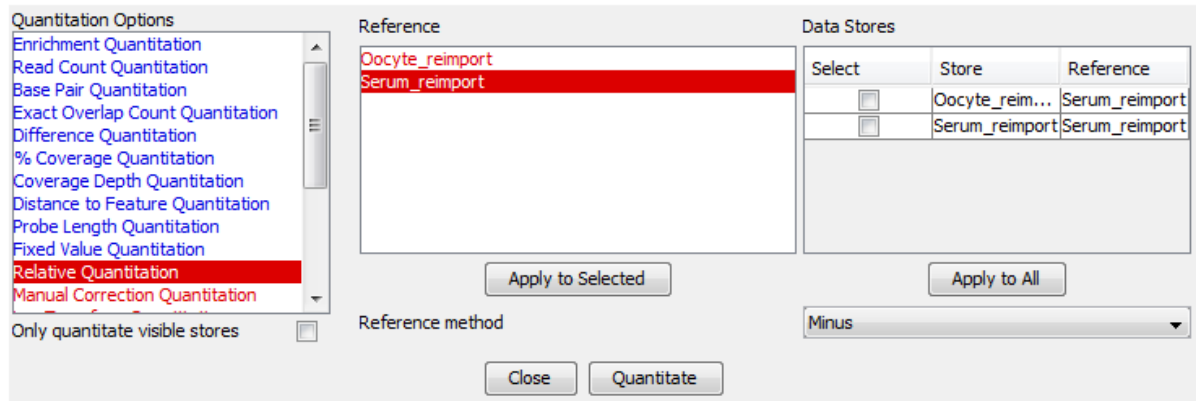 Quantitation Options
Enrichment Quantitation
Read Count Quantitation
Base Pair Quantitation
Exact Overlap Count Quantitation
Difference Quantitation
% Coverage Quantitation
Coverage Depth Quantitation
Distance to Feature Quantitation
Probe Length Quantitation
Fixed Value Quantitation
Relative Quantitation
Manual Correction Quantitation
Only quantitate visible stores
Reference
Oocyte_reimport
Serum_reimport
Apply to Selected
Reference method
Data Stores
Select Store Reference
Oocyte_reim... Serum_reimport
Serum_reimport Serum_reimport
Apply to All
Minus
Close Quantitate